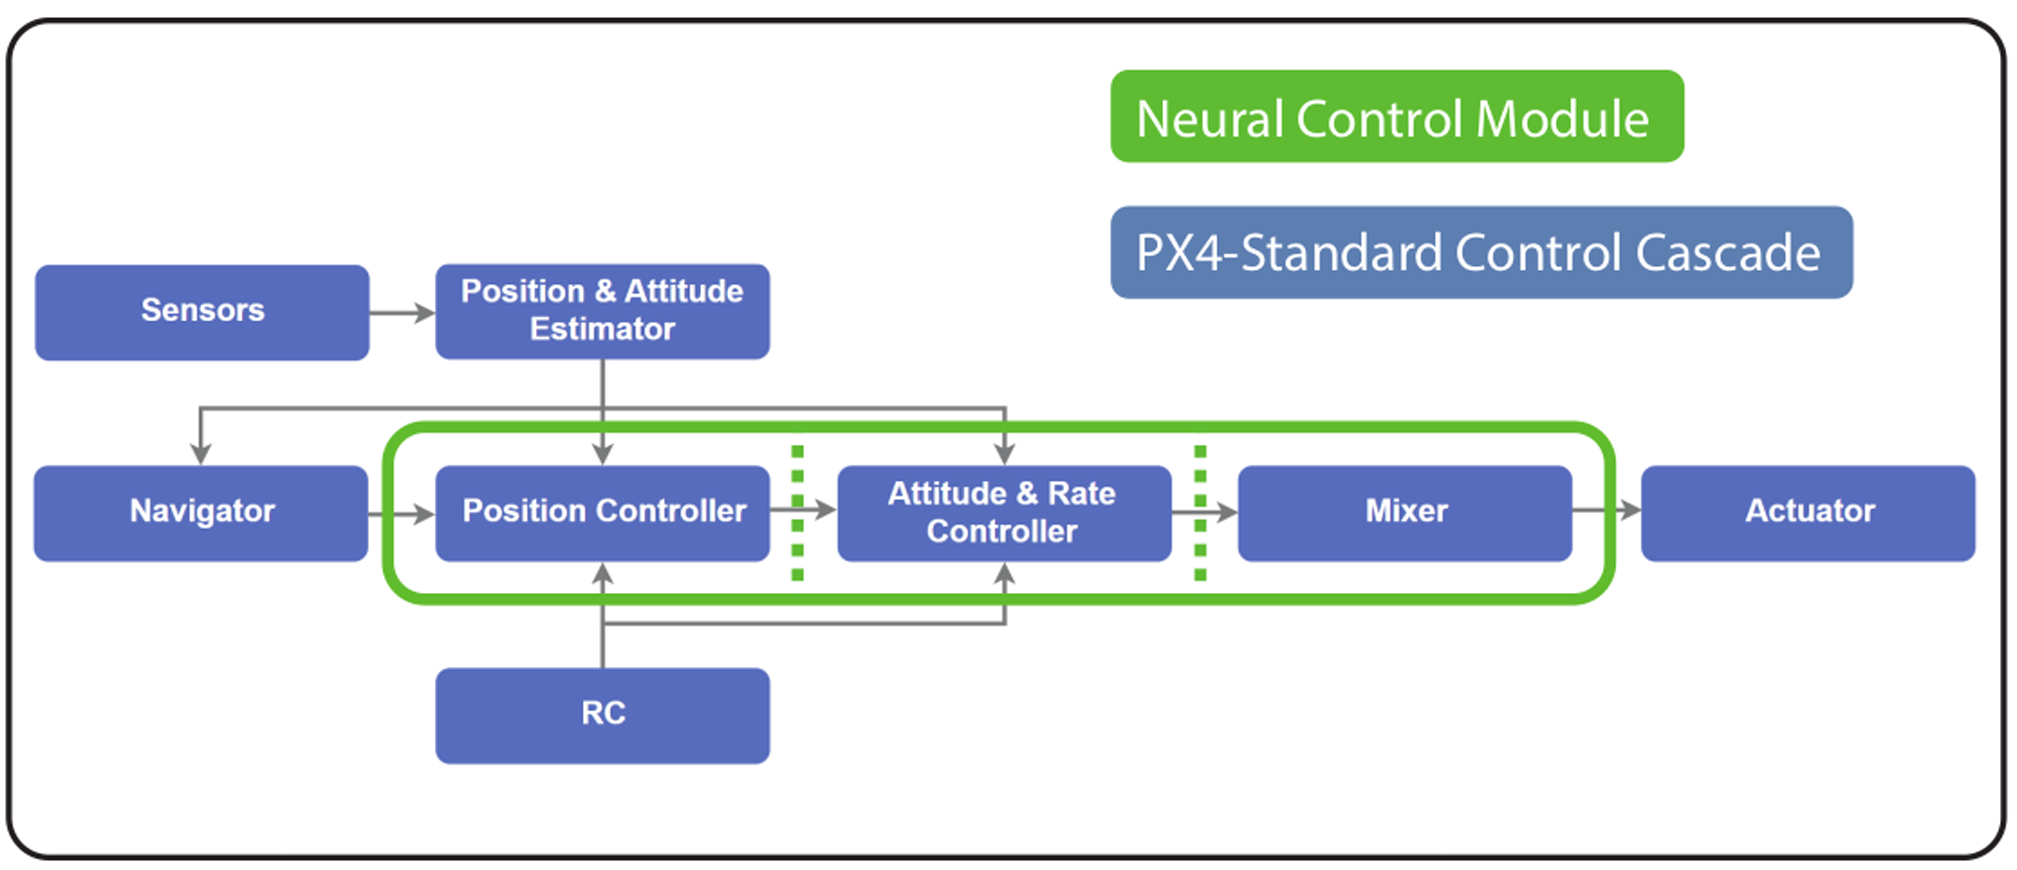 Neural Control Module
PX4-Standard Control Cascade
Sensors
Position & Attitude
Estimator
Navigator
Position Controller
Attitude & Rate
Controller
Mixer
Actuator
RC